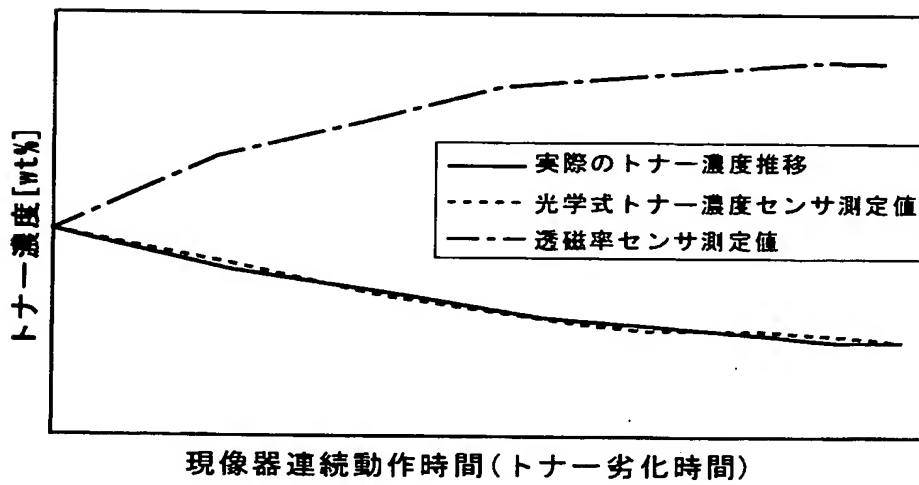 トナー濃度[wt%]
実際のトナー濃度推移
光学式トナー濃度センサ測定値
透磁率センサ測定値
現像器連続動作時間(トナー劣化時間)